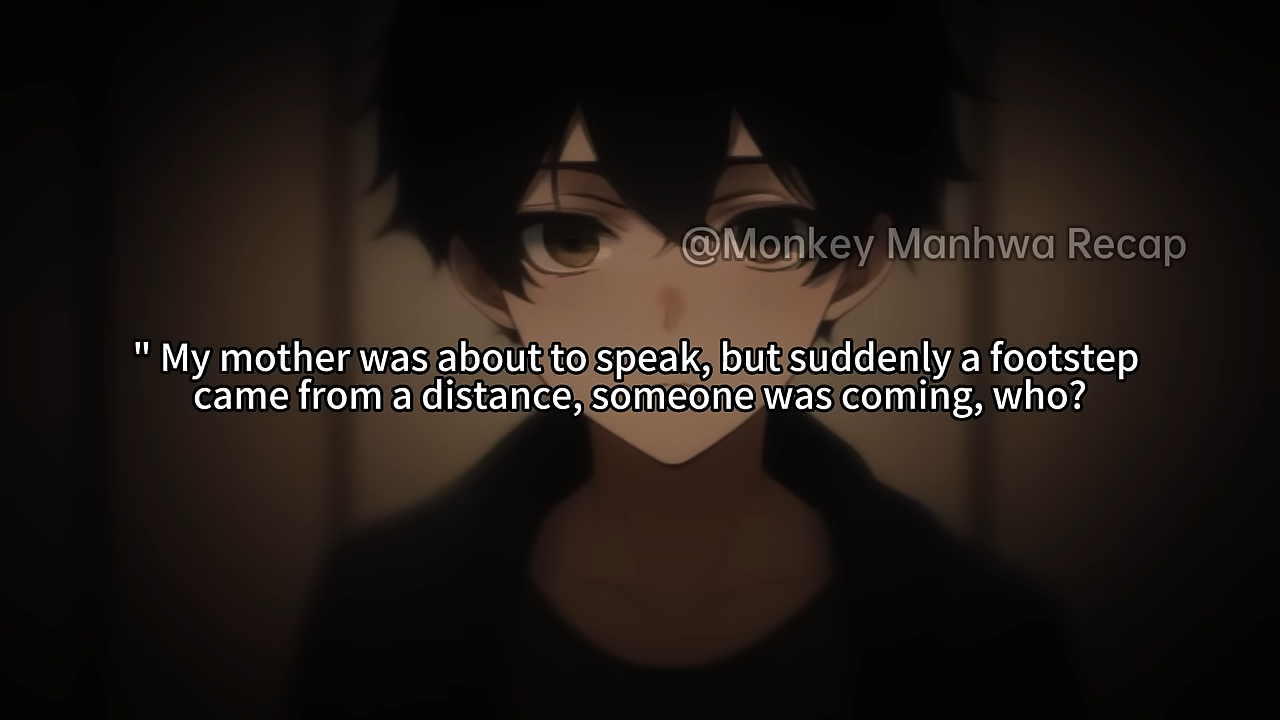 @Monkey Manhwa Recap
" My mother was about to speak, but suddenly a footstep
came from a distance, someone was coming, who?